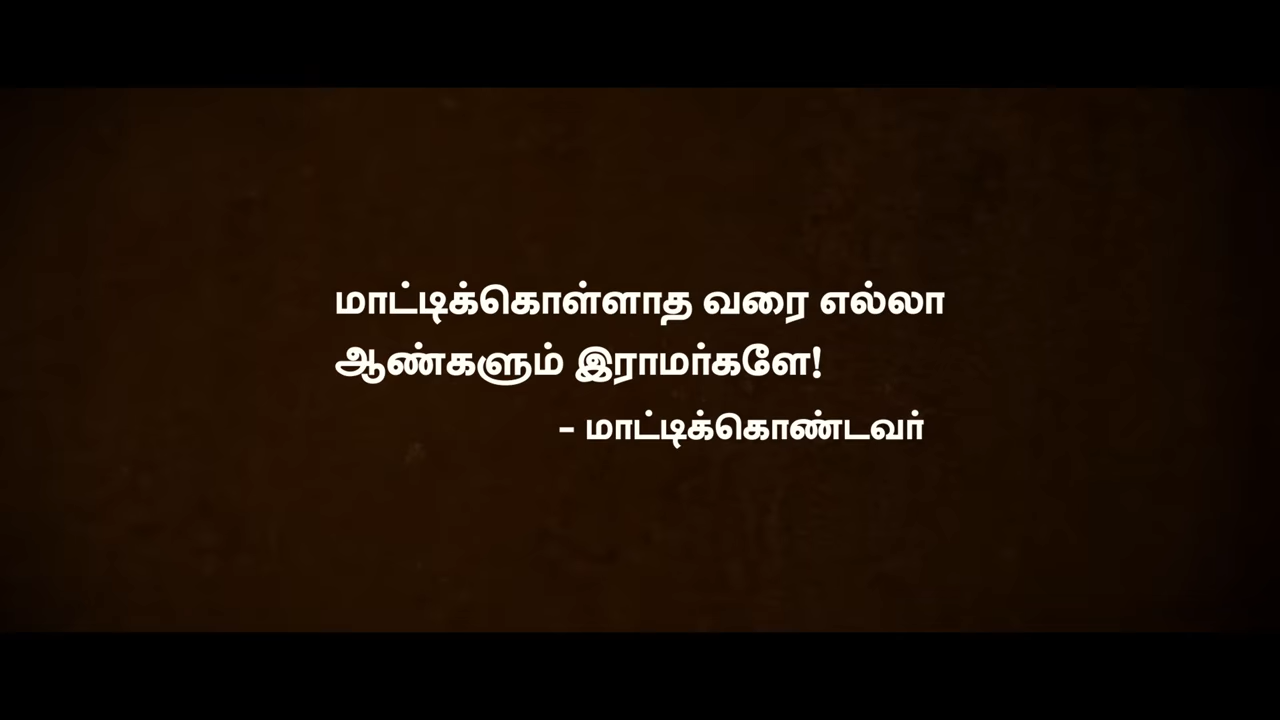 மாட்டிக்கொள்ளாத வரை எல்லா
ஆண்களும் இராமர்களே!
- மாட்டிக்கொண்டவர்